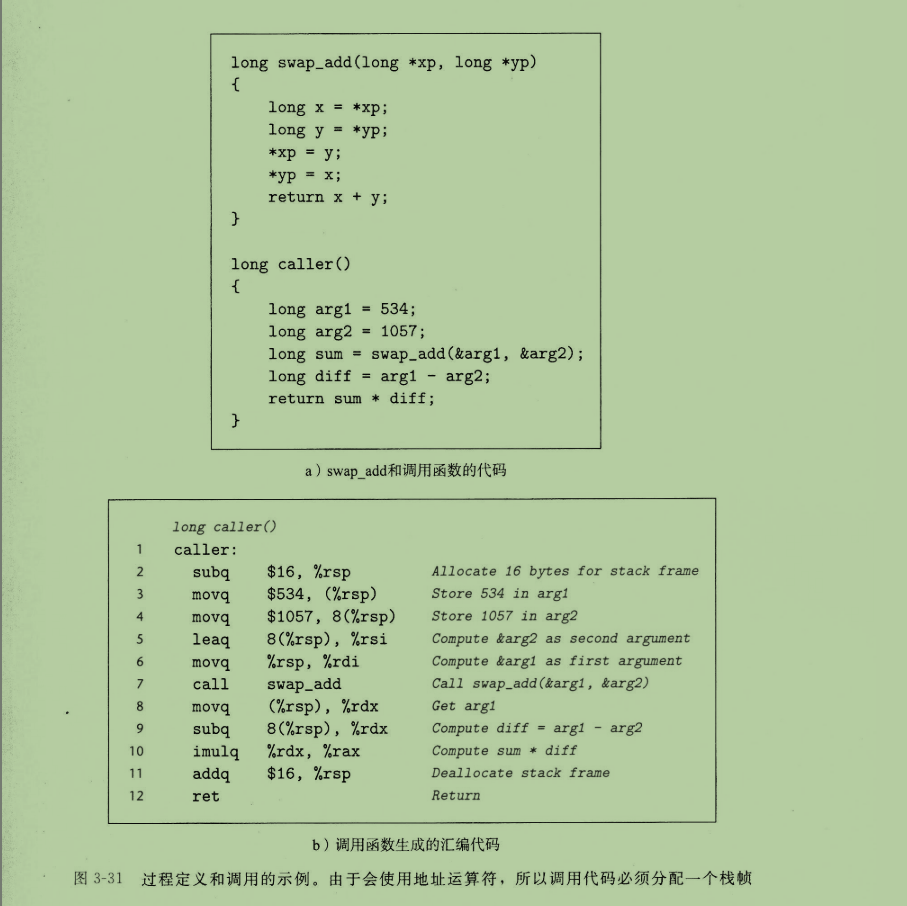 long swap_add(long *xp, long *yp)
{
    long x = *xp;
    long y = *yp;
    *xp = y;
    *yp = x;
    return x + y;
}
long caller()
{
    long arg1 = 534;
    long arg2 = 1057;
    long sum = swap_add(&arg1, &arg2);
    long diff = arg1 - arg2;
    return sum * diff;
}
a）swap_add和调用函数的代码
long caller()
1 caller:
2 subq $16, %rsp Allocate 16 bytes for stack frame
3 movq $534, (%rsp) Store 534 in arg1
4 movq $1057, 8(%rsp) Store 1057 in arg2
5 leaq 8(%rsp), %rsi Compute &arg2 as second argument
6 movq %rsp, %rdi Compute &arg1 as first argument
7 call swap_add Call swap_add(&arg1, &arg2)
8 movq (%rsp), %rdx Get arg1
9 subq 8(%rsp), %rdx Compute diff = arg1 - arg2
10 imulq %rdx, %rax Compute sum * diff
11 addq $16, %rsp Deallocate stack frame
12 ret Return
b）调用函数生成的汇编代码
图 3-31 过程定义和调用的示例。由于会使用地址运算符，所以调用代码必须分配一个栈帧